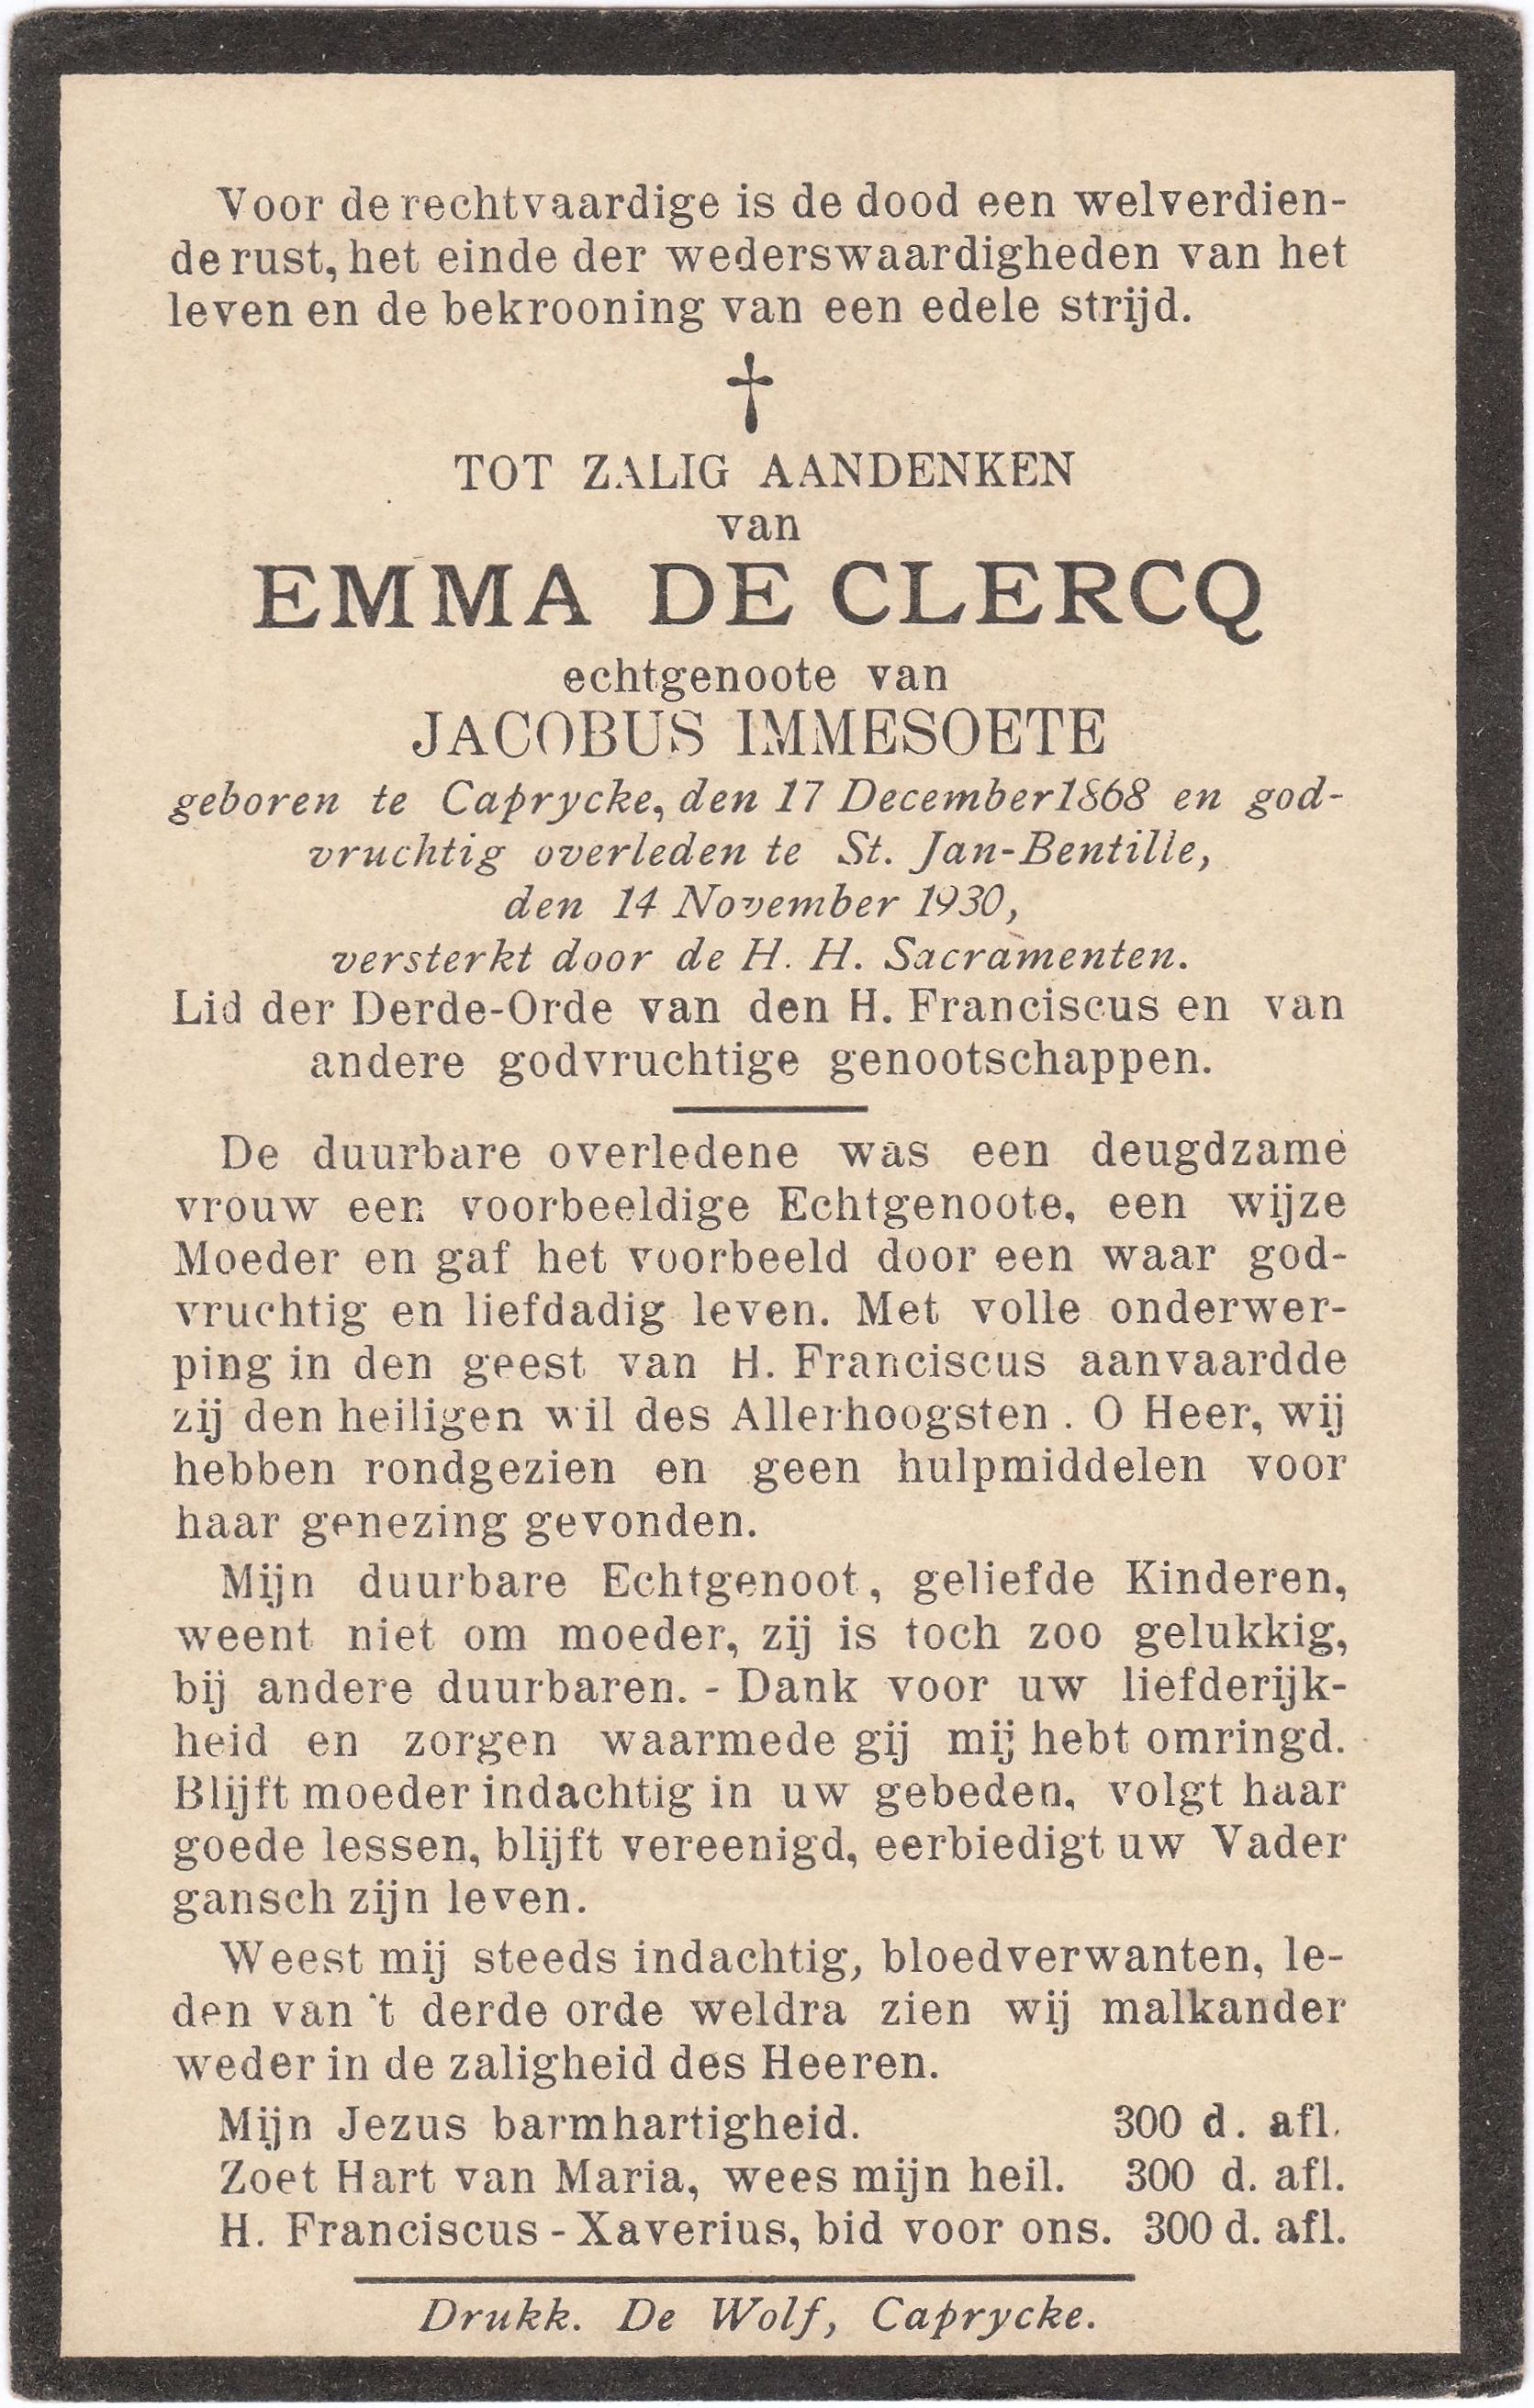 Voor de rechtvaardige is de dood een welverdien-
de rust, het einde der wederswaardigheden van het
leven en de bekrooning van een edele strijd.
TOT ZALIG AANDENKEN
van
EMMA DE CLERCQ
echtgenoote van
JACOBUS IMMESOETE
geboren te Caprycke, den 17 December 1868 en god-
vruchtig overleden te St. Jan-Bentille,
den 14 November 1930,
versterkt door de H. H. Sacramenten.
Lid der Derde-Orde van den H. Franciscus en van
andere godvruchtige genootschappen.
De duurbare overledene was een deugdzame
vrouw een voorbeeldige Echtgenoote, een wijze
Moeder en gaf het voorbeeld door een waar god-
vruchtig en liefdadig leven. Met volle onderwer-
ping in den geest van H. Franciscus aanvaardde
zij den heiligen wil des Allerhoogsten. O Heer, wij
hebben rondgezien en geen hulpmiddelen voor
haar genezing gevonden.
Mijn duurbare Echtgenoot, geliefde Kinderen,
weent niet om moeder, zij is toch zoo gelukkig,
bij andere duurbaren. - Dank voor uw liefderijk-
heid en zorgen waarmede gij mij hebt omringd.
Blijft moeder indachtig in uw gebeden, volgt haar
goede lessen, blijft vereenigd, eerbiedigt uw Vader
gansch zijn leven.
Weest mij steeds indachtig, bloedverwanten, le-
den van 't derde orde weldra zien wij malkander
weder in de zaligheid des Heeren.
Mijn Jezus barmhartigheid. 300 d. afl.
Zoet Hart van Maria, wees mijn heil. 300 d. afl.
H. Franciscus - Xaverius, bid voor ons. 300 d. afl.
Drukk. De Wolf, Caprycke.